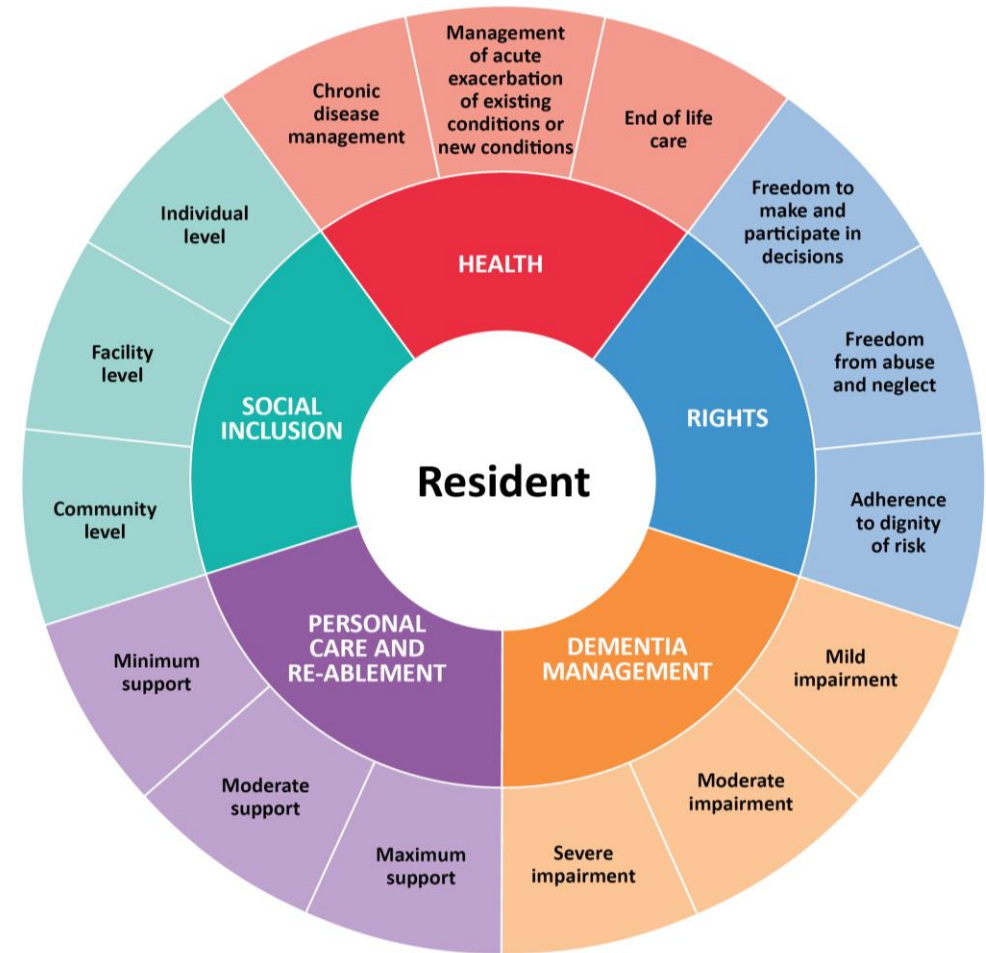 Resident
HEALTH
Chronic
disease
management
Management
of acute
exacerbation
of existing
conditions or
new conditions
End of life
care
RIGHTS
Freedom to
make and
participate in
decisions
Freedom
from abuse
and neglect
Adherence
to dignity
of risk
DEMENTIA
MANAGEMENT
Mild
impairment
Moderate
impairment
Severe
impairment
PERSONAL
CARE AND
RE-ABLEMENT
Maximum
support
Moderate
support
Minimum
support
SOCIAL
INCLUSION
Community
level
Facility
level
Individual
level